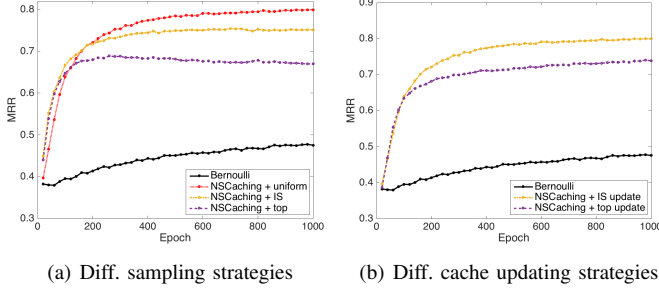 0.8
0.7
0.6
0.5
0.4
0.3
MRR
0 200 400 600 800 1000
Epoch
Bernoulli
NSCaching + uniform
NSCaching + IS
NSCaching + top
(a) Diff. sampling strategies
0.9
0.8
0.7
0.6
0.5
0.4
0.3
MRR
0 200 400 600 800 1000
Epoch
Bernoulli
NSCaching + IS update
NSCaching + top update
(b) Diff. cache updating strategies